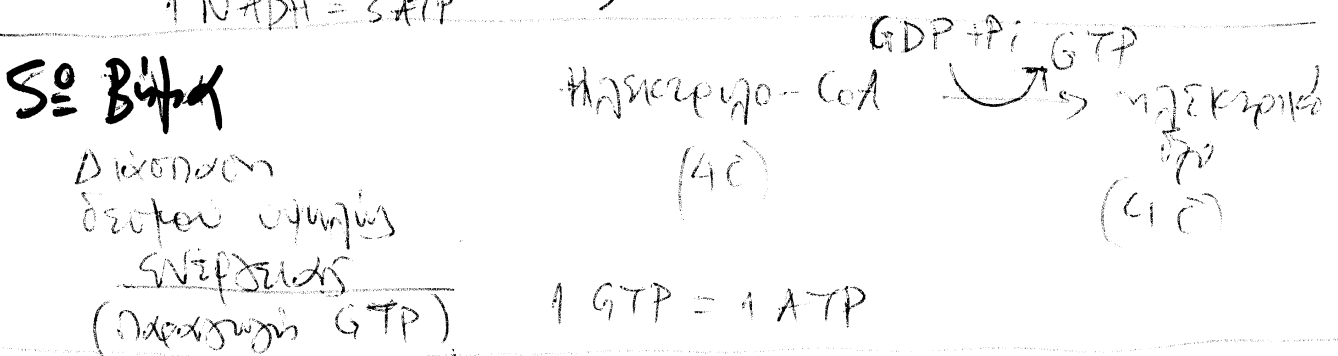 1 NADH = 3 ATP
GDP + Pi GTP
5º Βήμα Ηλεκτρυλο-CoA → ηλεκτρικό
Διάσπαση (4C) οξύ
δεσμού υψηλής (4C)
ενέργειας
(παραγωγή GTP) 1 GTP = 1 ATP